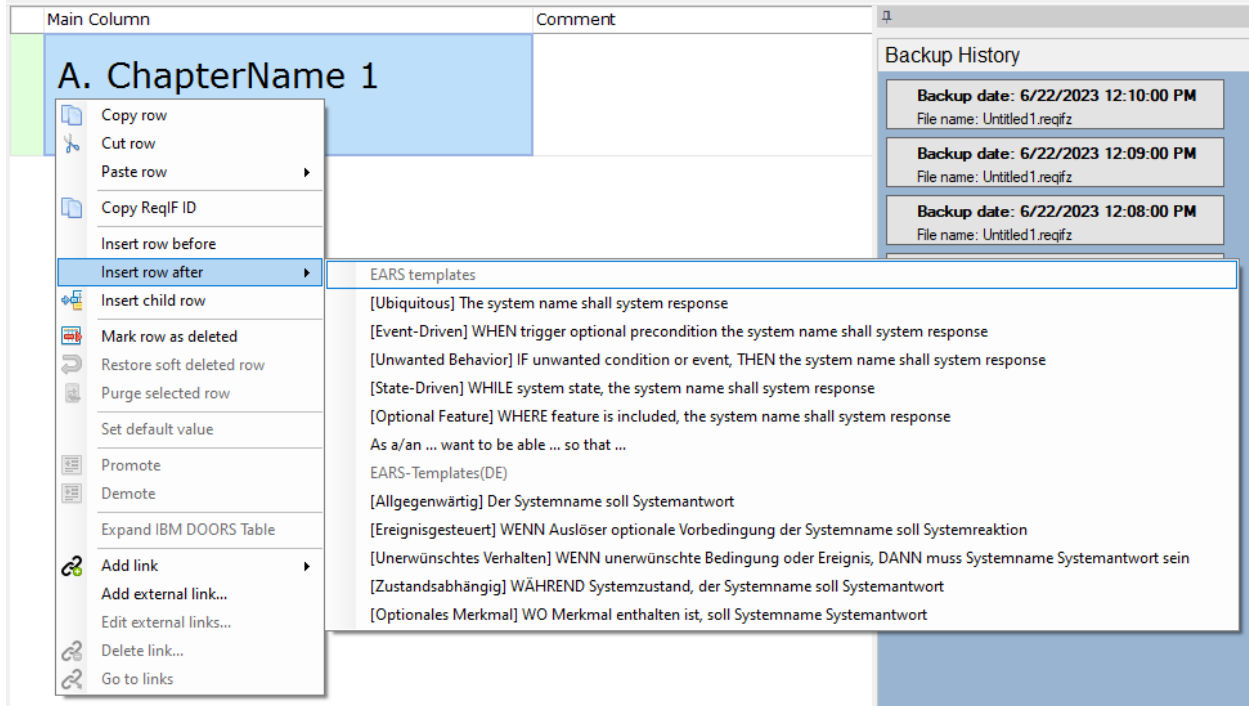 Main Column
Comment
A. ChapterName 1
Copy row
Cut row
Paste row
Copy ReqIF ID
Insert row before
Insert row after
Insert child row
Mark row as deleted
Restore soft deleted row
Purge selected row
Set default value
Promote
Demote
Expand IBM DOORS Table
Add link
Add external link...
Edit external links...
Delete link...
Go to links
EARS templates
[Ubiquitous] The system name shall system response
[Event-Driven] WHEN trigger optional precondition the system name shall system response
[Unwanted Behavior] IF unwanted condition or event, THEN the system name shall system response
[State-Driven] WHILE system state, the system name shall system response
[Optional Feature] WHERE feature is included, the system name shall system response
As a/an ... want to be able ... so that ...
EARS-Templates(DE)
[Allgegenwärtig] Der Systemname soll Systemantwort
[Ereignisgesteuert] WENN Auslöser optionale Vorbedingung der Systemname soll Systemreaktion
[Unerwünschtes Verhalten] WENN unerwünschte Bedingung oder Ereignis, DANN muss Systemname Systemantwort sein
[Zustandsabhängig] WÄHREND Systemzustand, der Systemname soll Systemantwort
[Optionales Merkmal] WO Merkmal enthalten ist, soll Systemname Systemantwort
Backup History
Backup date: 6/22/2023 12:10:00 PM
File name: Untitled1.reqifz
Backup date: 6/22/2023 12:09:00 PM
File name: Untitled1.reqifz
Backup date: 6/22/2023 12:08:00 PM
File name: Untitled1.reqifz